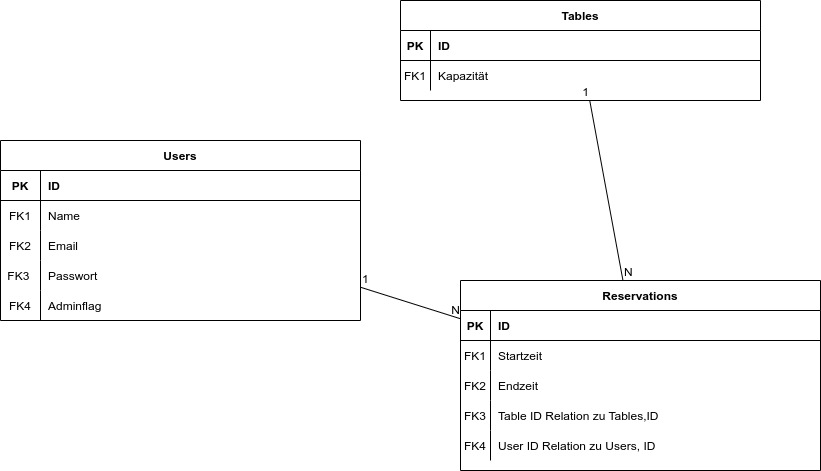 Tables
PK ID
FK1 Kapazität
1
Users
PK ID
FK1 Name
FK2 Email
FK3 Passwort
FK4 Adminflag
1
N
N
Reservations
PK ID
FK1 Startzeit
FK2 Endzeit
FK3 Table ID Relation zu Tables,ID
FK4 User ID Relation zu Users, ID